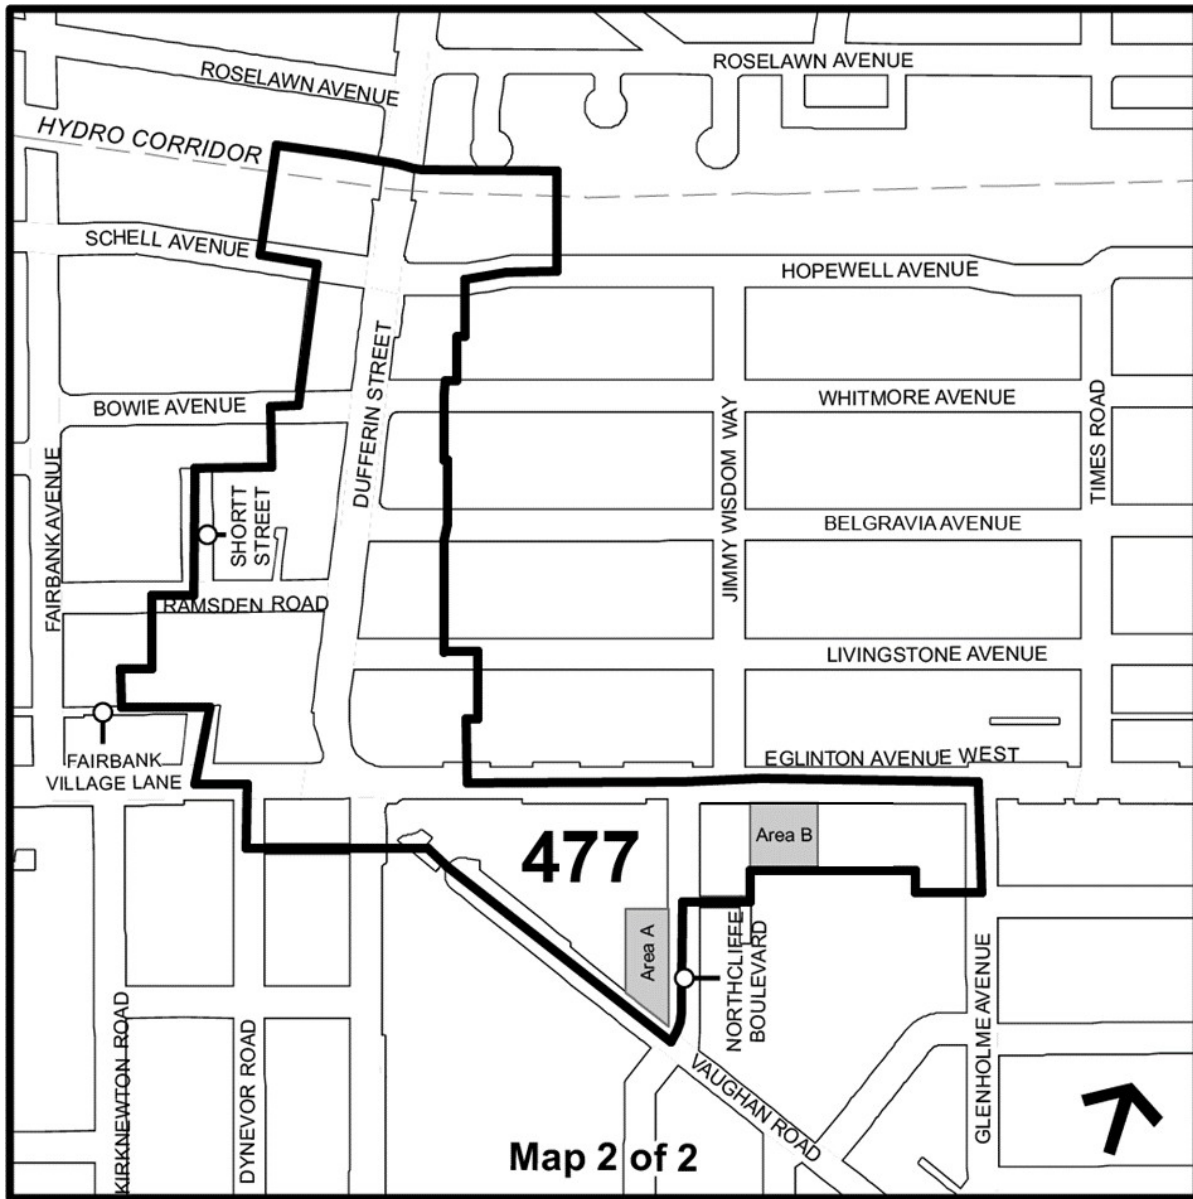 ROSELAWN AVENUE
ROSELAWN AVENUE
HYDRO CORRIDOR
SCHELL AVENUE
HOPEWELL AVENUE
DUFFERIN STREET
BOWIE AVENUE
WHITMORE AVENUE
JIMMY WISDOM WAY
TIMES ROAD
FAIRBANK AVENUE
SHORTT
STREET
BELGRAVIA AVENUE
RAMSDEN ROAD
LIVINGSTONE AVENUE
FAIRBANK
VILLAGE LANE
EGLINTON AVENUE WEST
477
Area B
Area A
NORTHCLIFFE
BOULEVARD
GLENHOLME AVENUE
KIRKNEWTON ROAD
DYNEVOR ROAD
VAUGHAN ROAD
Map 2 of 2